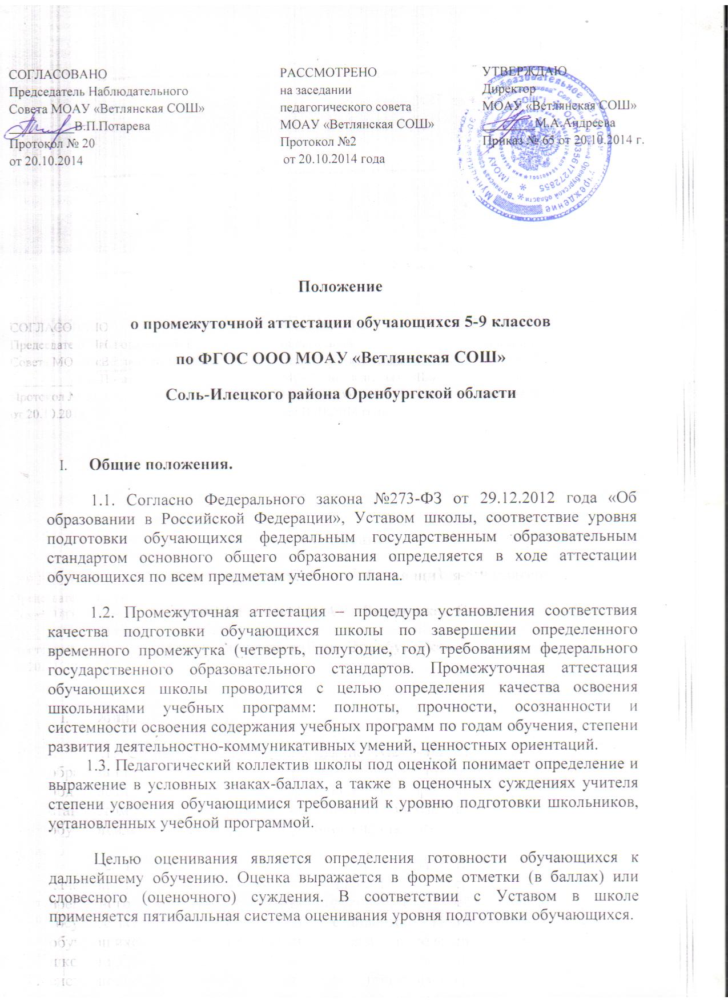 СОГЛАСОВАНО
Председатель Наблюдательного
Совета МОАУ «Ветлянская СОШ»
В.П.Потарева
Протокол № 20
от 20.10.2014
РАССМОТРЕНО
на заседании
педагогического совета
МОАУ «Ветлянская СОШ»
Протокол №2
от 20.10.2014 года
УТВЕРЖДАЮ
Директор
МОАУ «Ветлянская СОШ»
М.А.Андреева
Приказ № 65 от 20.10.2014 г.
Положение
о промежуточной аттестации обучающихся 5-9 классов
по ФГОС ООО МОАУ «Ветлянская СОШ»
Соль-Илецкого района Оренбургской области
I. Общие положения.
1.1. Согласно Федерального закона №273-ФЗ от 29.12.2012 года «Об
образовании в Российской Федерации», Уставом школы, соответствие уровня
подготовки обучающихся федеральным государственным образовательным
стандартом основного общего образования определяется в ходе аттестации
обучающихся по всем предметам учебного плана.
1.2. Промежуточная аттестация – процедура установления соответствия
качества подготовки обучающихся школы по завершении определенного
временного промежутка (четверть, полугодие, год) требованиям федерального
государственного образовательного стандартов. Промежуточная аттестация
обучающихся школы проводится с целью определения качества освоения
школьниками учебных программ: полноты, прочности, осознанности и
системности освоения содержания учебных программ по годам обучения, степени
развития деятельностно-коммуникативных умений, ценностных ориентаций.
1.3. Педагогический коллектив школы под оценкой понимает определение и
выражение в условных знаках-баллах, а также в оценочных суждениях учителя
степени усвоения обучающимися требований к уровню подготовки школьников,
установленных учебной программой.
Целью оценивания является определения готовности обучающихся к
дальнейшему обучению. Оценка выражается в форме отметки (в баллах) или
словесного (оценочного) суждения. В соответствии с Уставом в школе
применяется пятибалльная система оценивания уровня подготовки обучающихся.